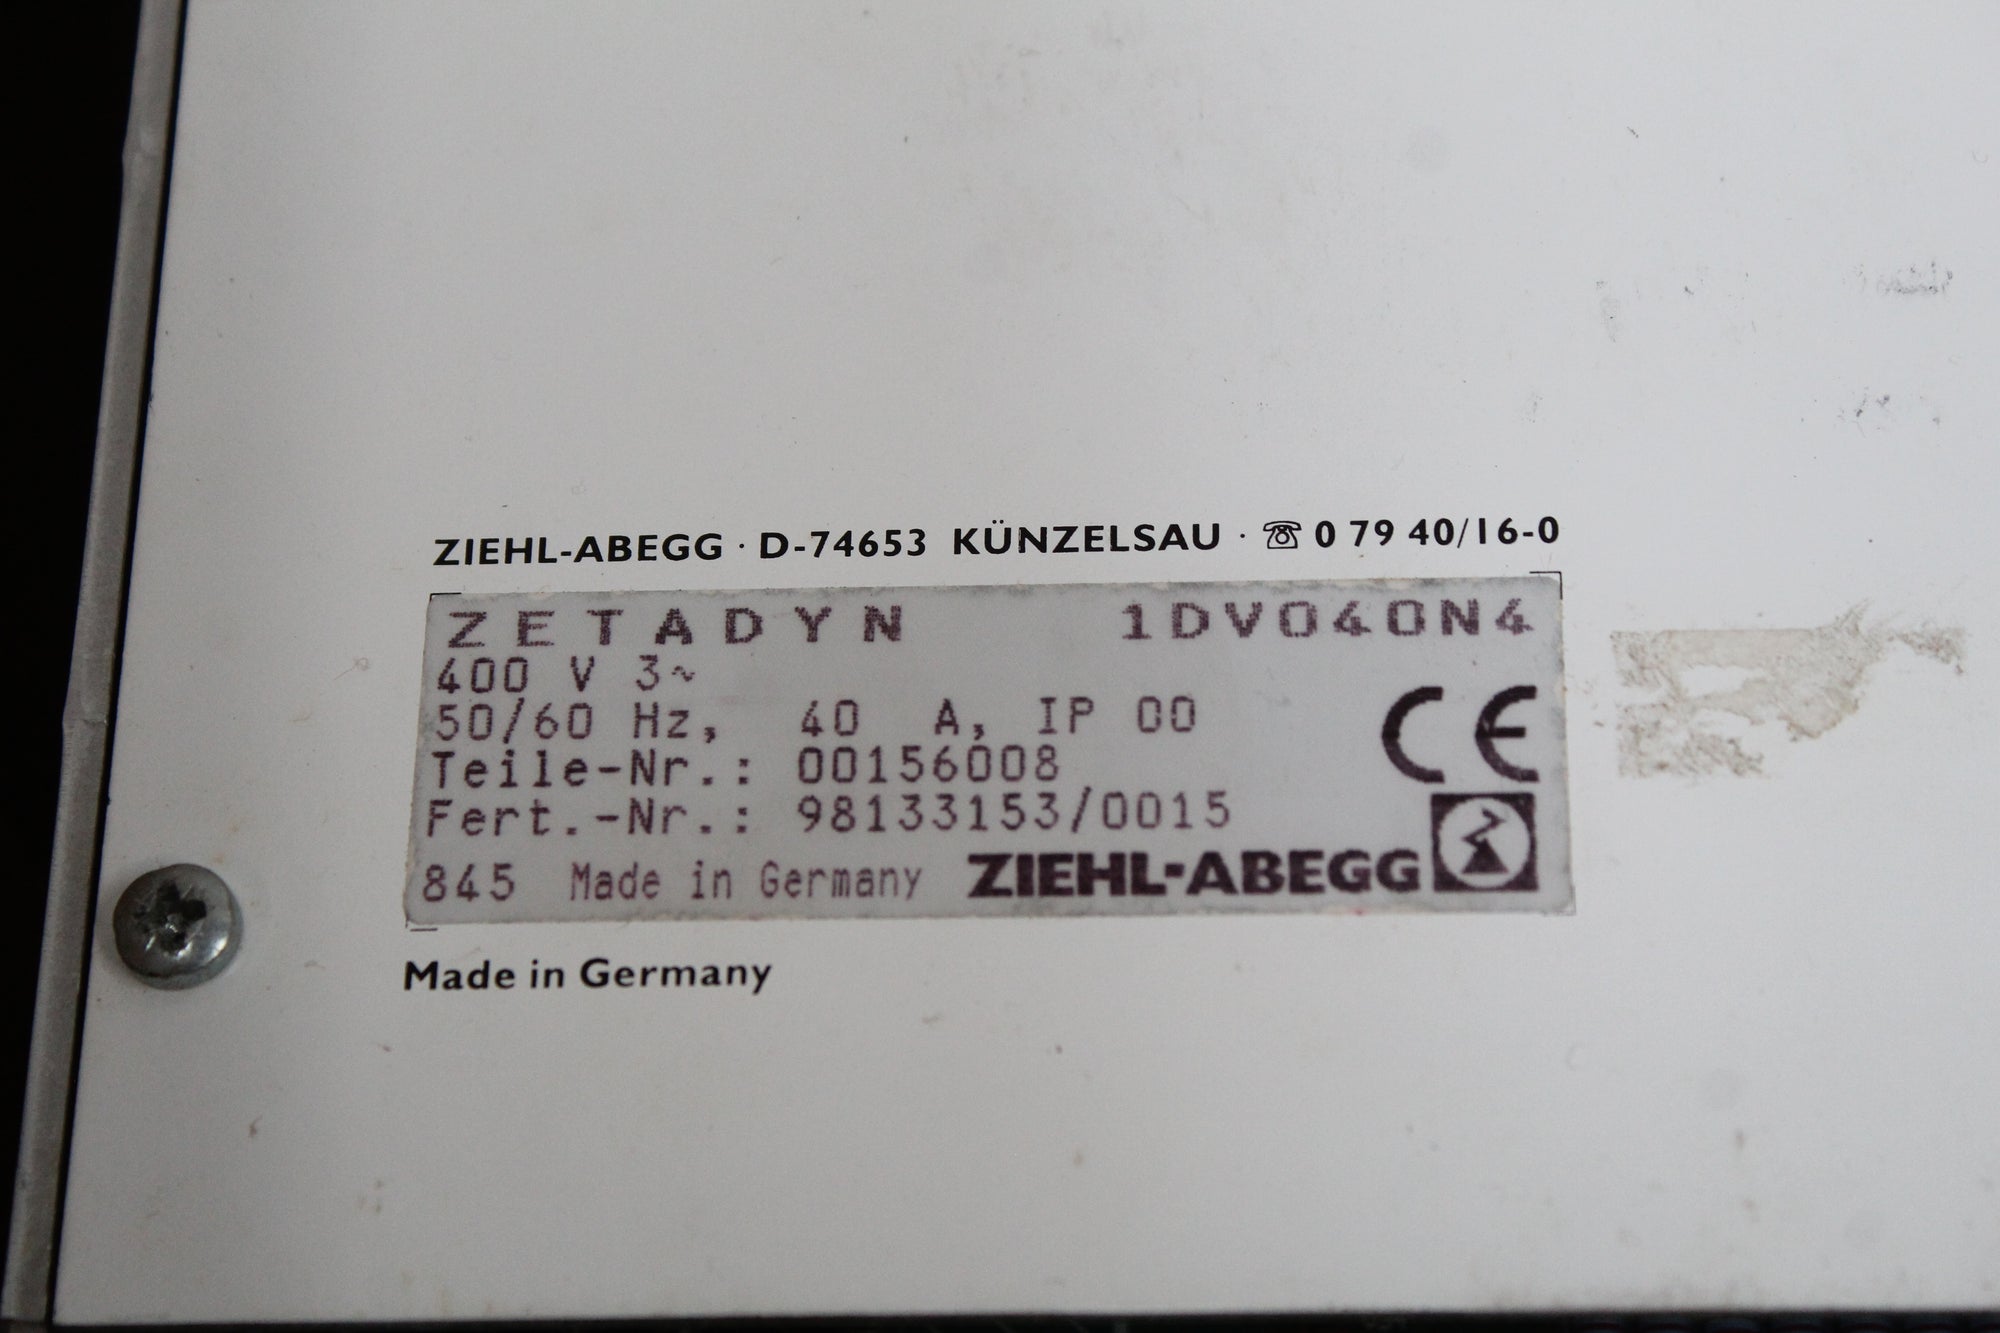 ZIEHL-ABEGG · D-74653 KÜNZELSAU · ☏ 0 79 40/16-0
ZETADYN 1DV040N4
400 V 3~
50/60 Hz, 40 A, IP 00
Teile-Nr.: 00156008
Fert.-Nr.: 98133153/0015
CE
845 Made in Germany ZIEHL-ABEGG
Made in Germany